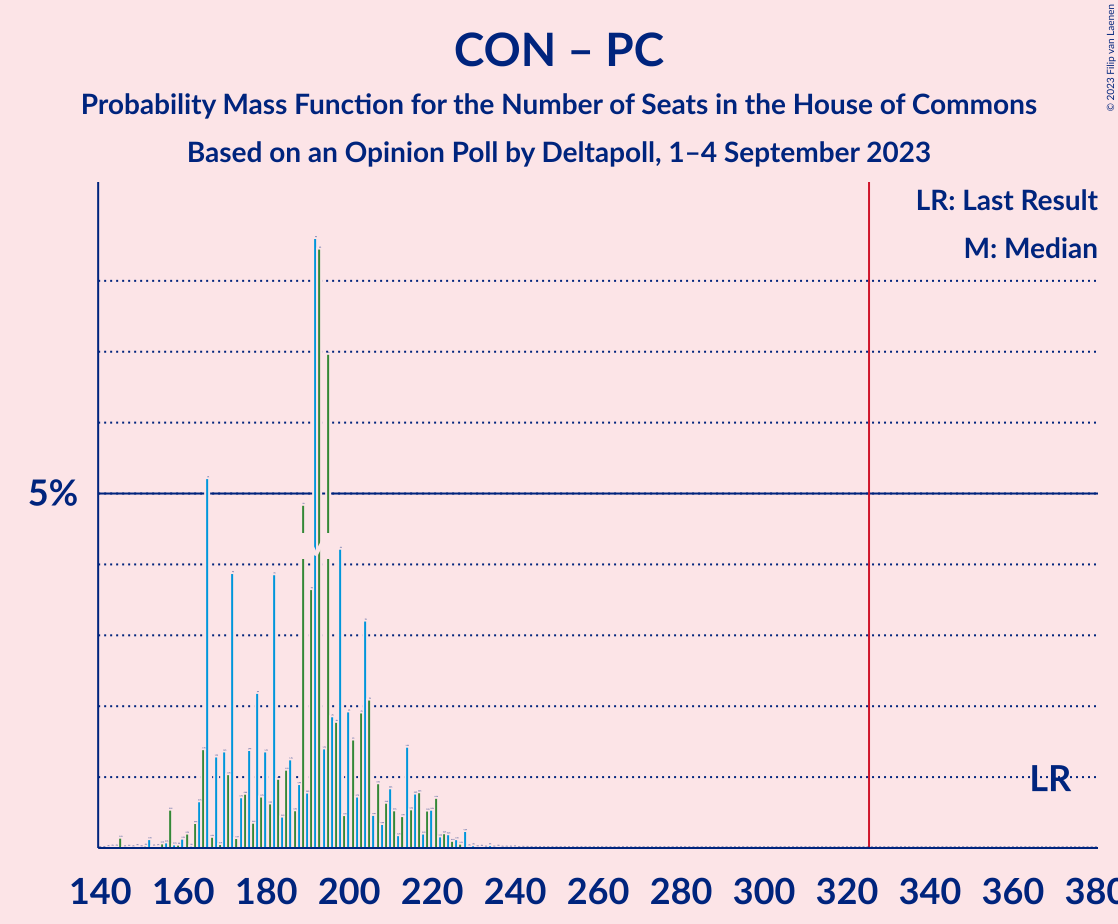 CON – PC
Probability Mass Function for the Number of Seats in the House of Commons
Based on an Opinion Poll by Deltapoll, 1–4 September 2023
© 2023 Filip van Laenen
LR: Last Result
M: Median
5%
LR
140 160 180 200 220 240 260 280 300 320 340 360 380